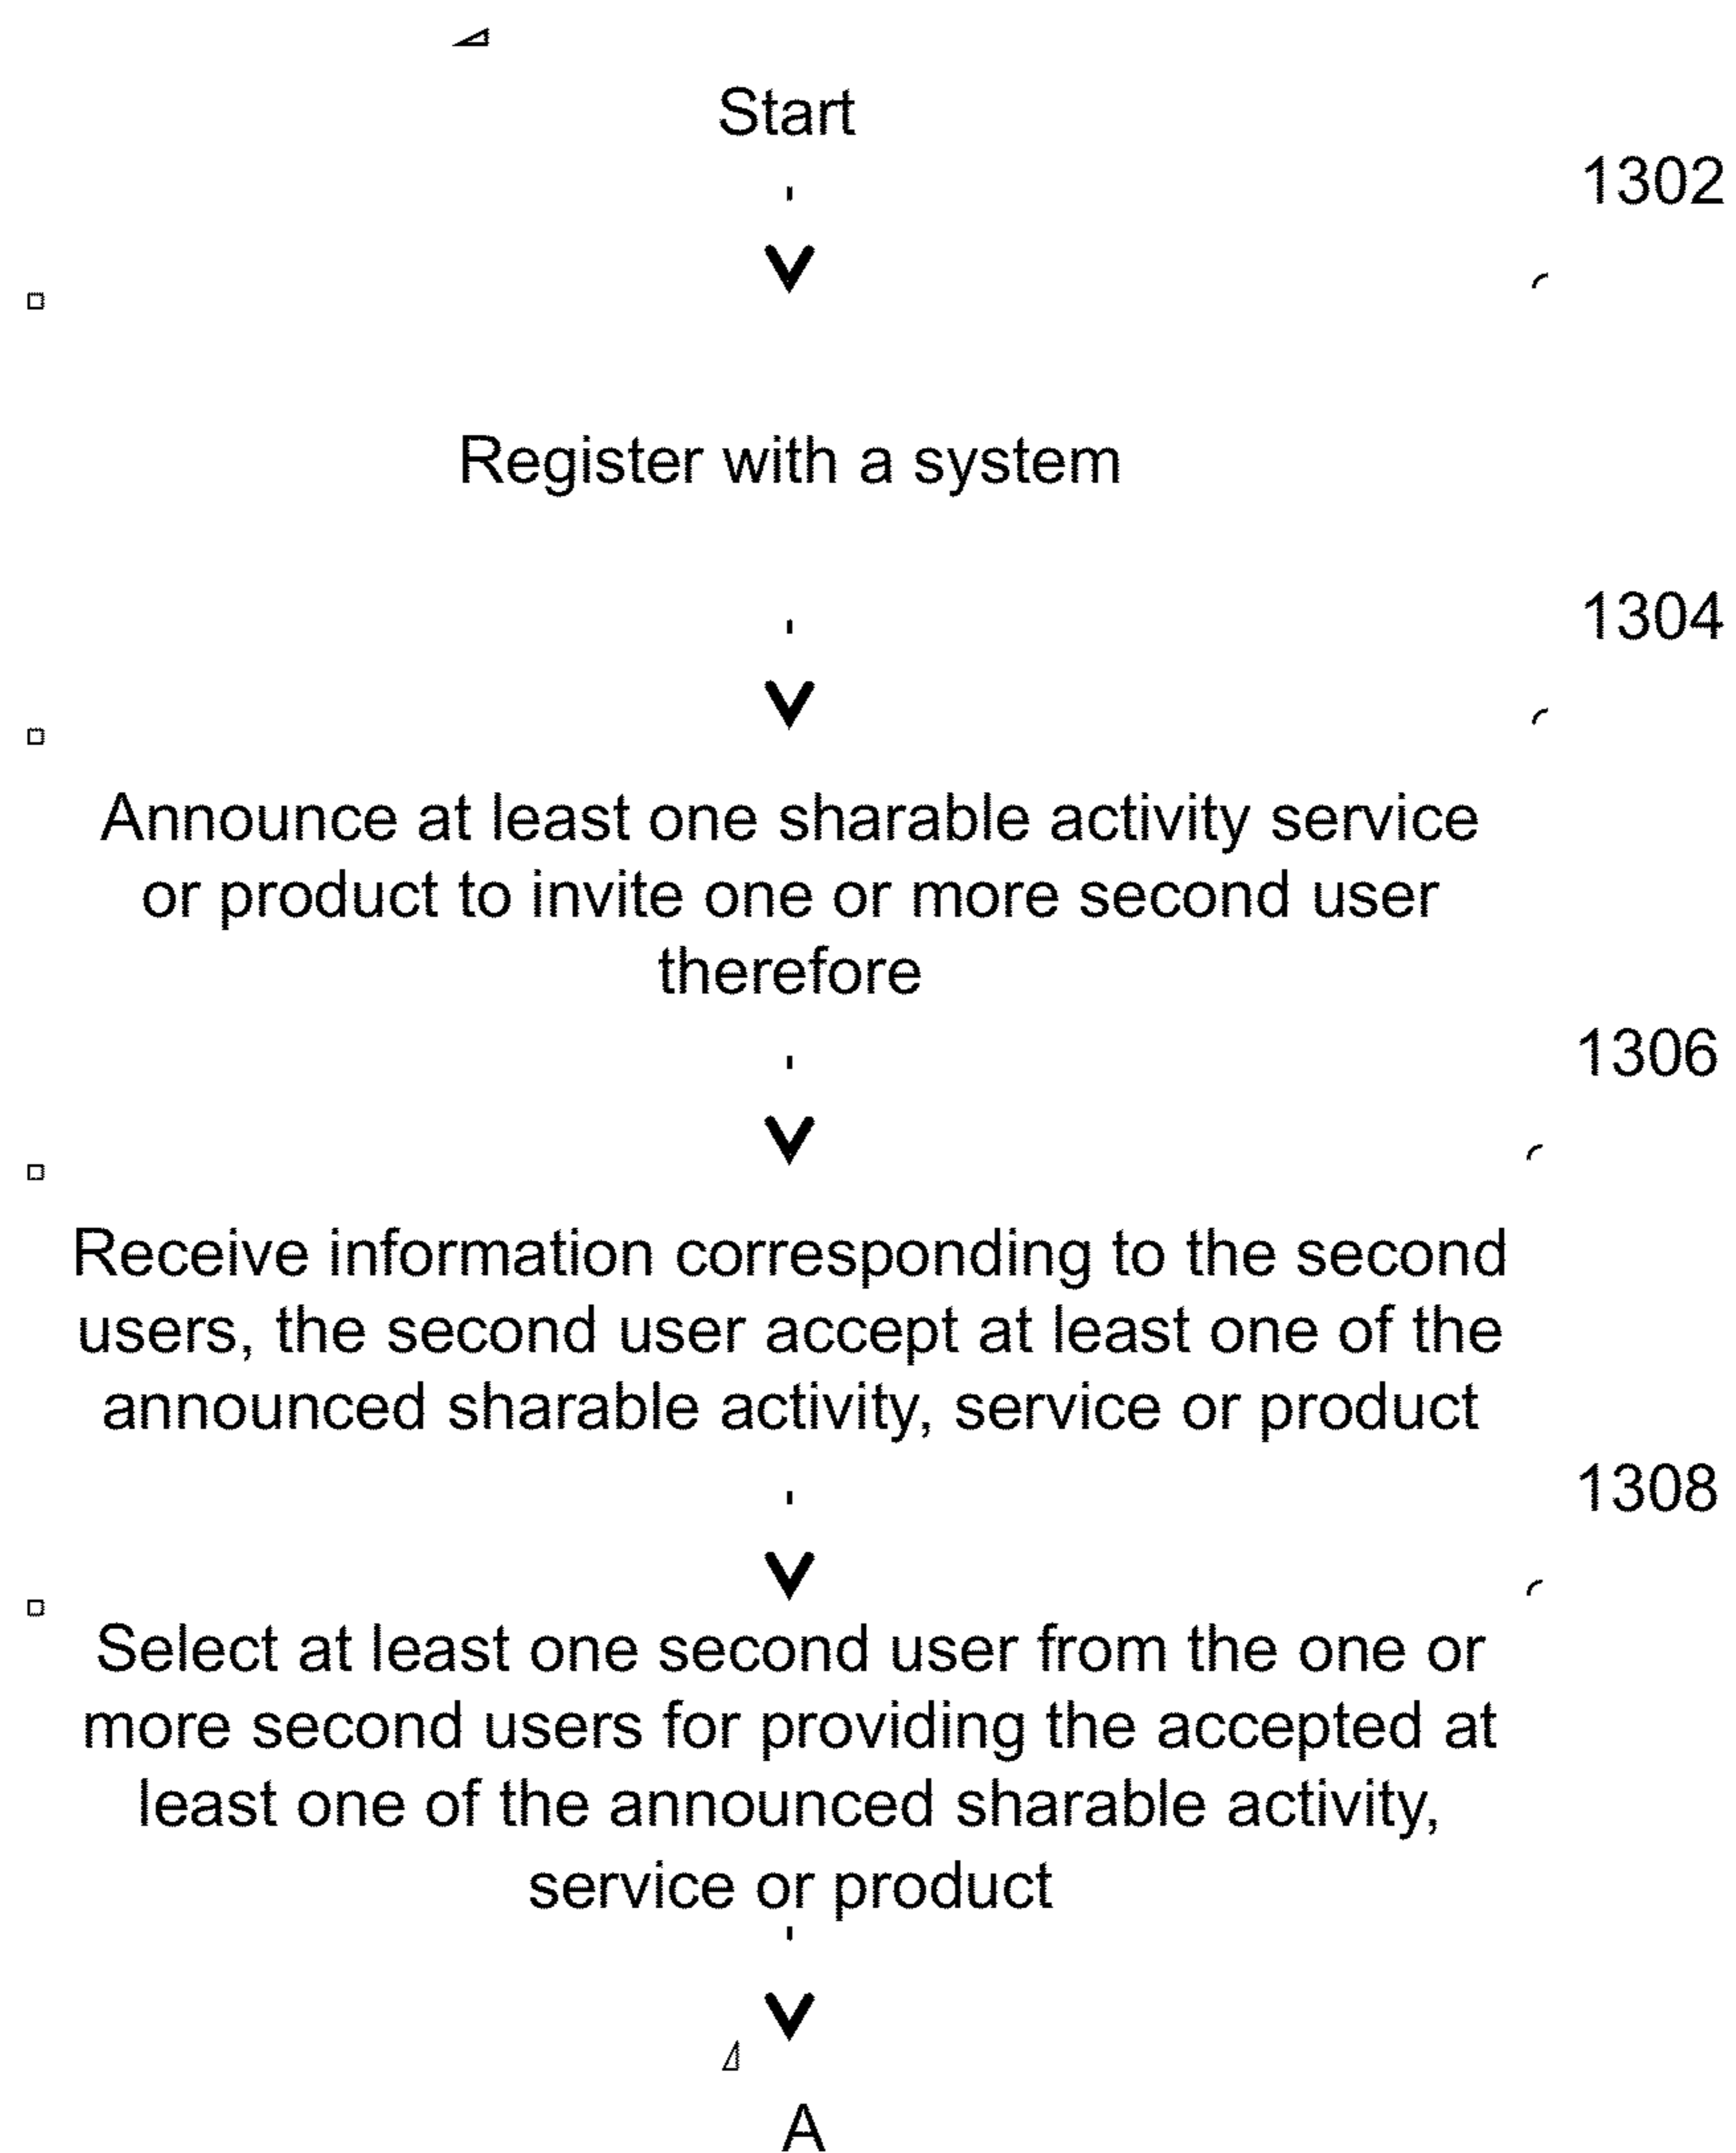 Start
1302
Register with a system
1304
Announce at least one sharable activity service
or product to invite one or more second user
therefore
1306
Receive information corresponding to the second
users, the second user accept at least one of the
announced sharable activity, service or product
1308
Select at least one second user from the one or
more second users for providing the accepted at
least one of the announced sharable activity,
service or product
A